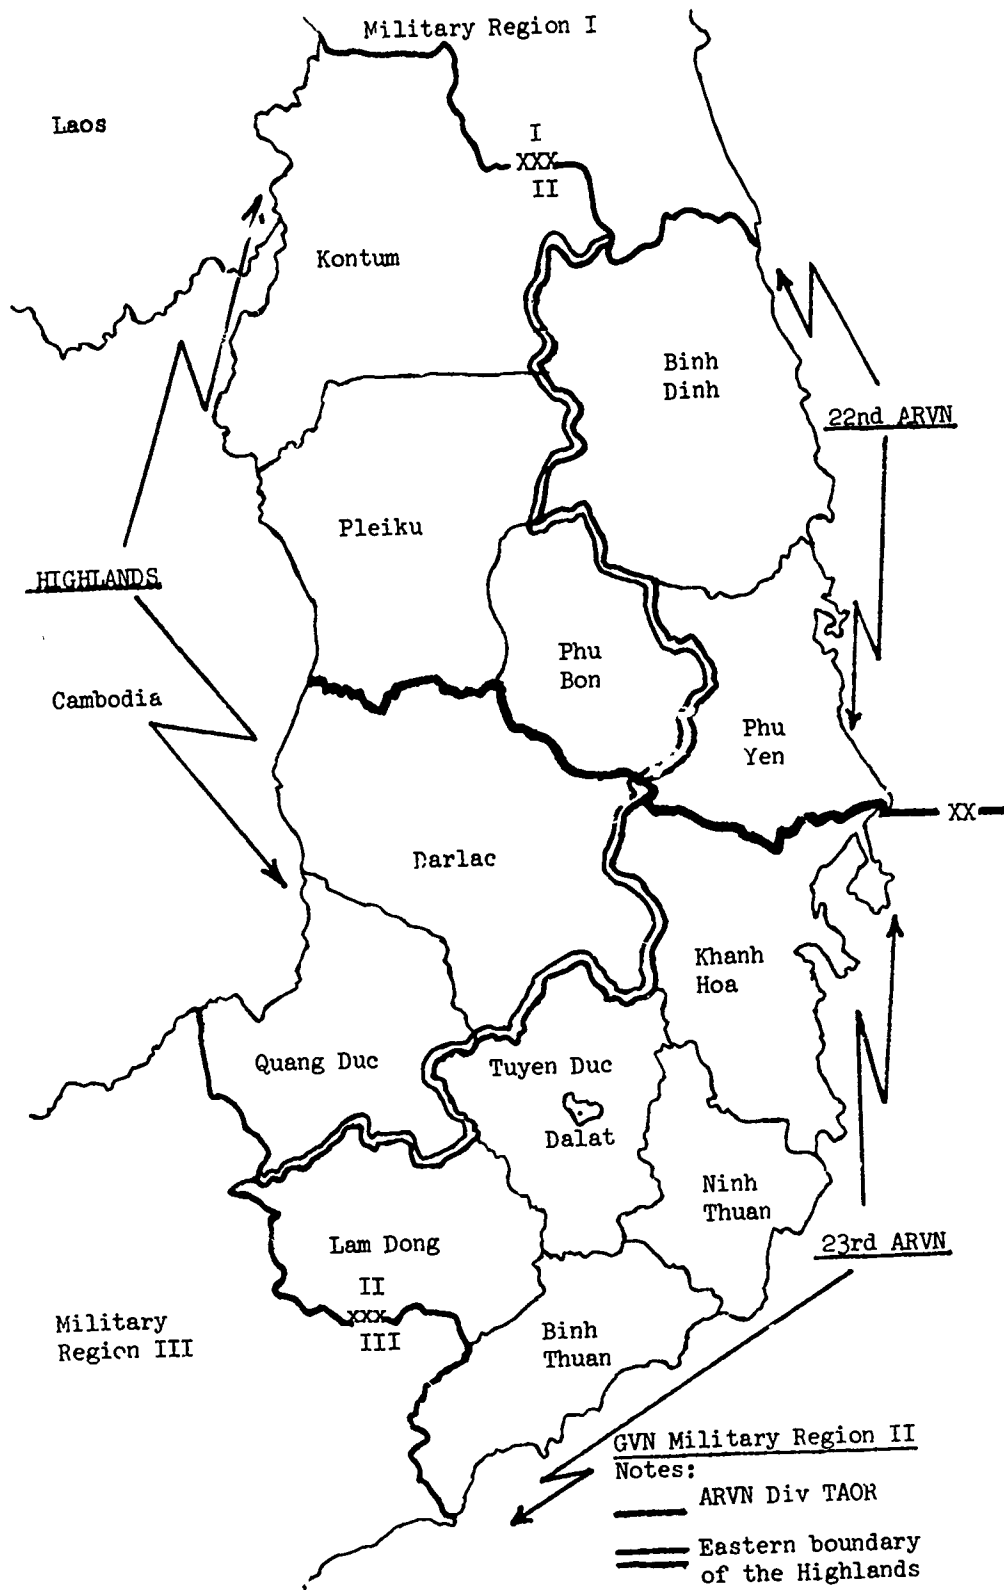 Military Region I
Laos
I
XXX
II
Kontum
Binh
Dinh
22nd ARVN
Pleiku
HIGHLANDS
Phu
Bon
Cambodia
Phu
Yen
XX
Darlac
Khanh
Hoa
Quang Duc
Tuyen Duc
Dalat
Ninh
Thuan
Lam Dong
23rd ARVN
II
XXX
III
Military
Region III
Binh
Thuan
GVN Military Region II
Notes:
ARVN Div TAOR
Eastern boundary
of the Highlands